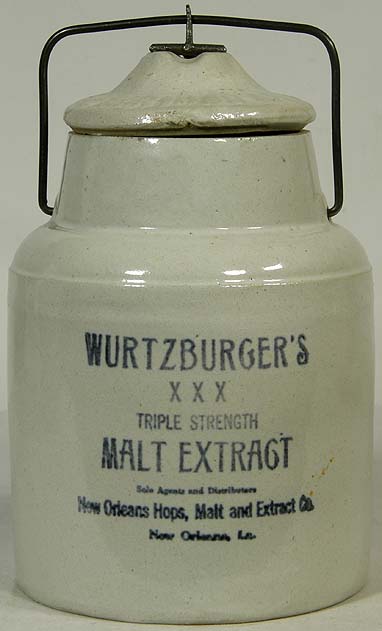 WURTZBURGER'S
X X X
TRIPLE STRENGTH
MALT EXTRACT
Sole Agents and Distributors
New Orleans Hops, Malt and Extract Co.
New Orleans, La.